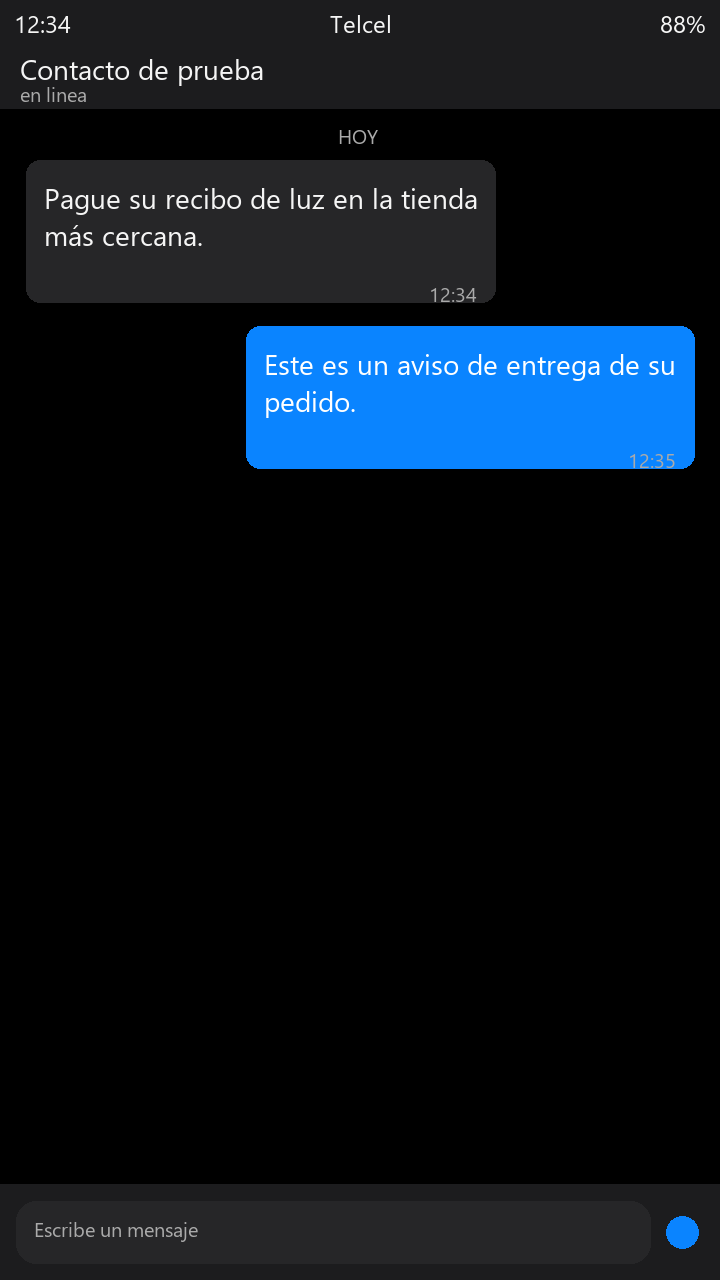 12:34 Telcel 88%
Contacto de prueba
en linea
HOY
Pague su recibo de luz en la tienda
más cercana.
12:34
Este es un aviso de entrega de su
pedido.
12:35
Escribe un mensaje